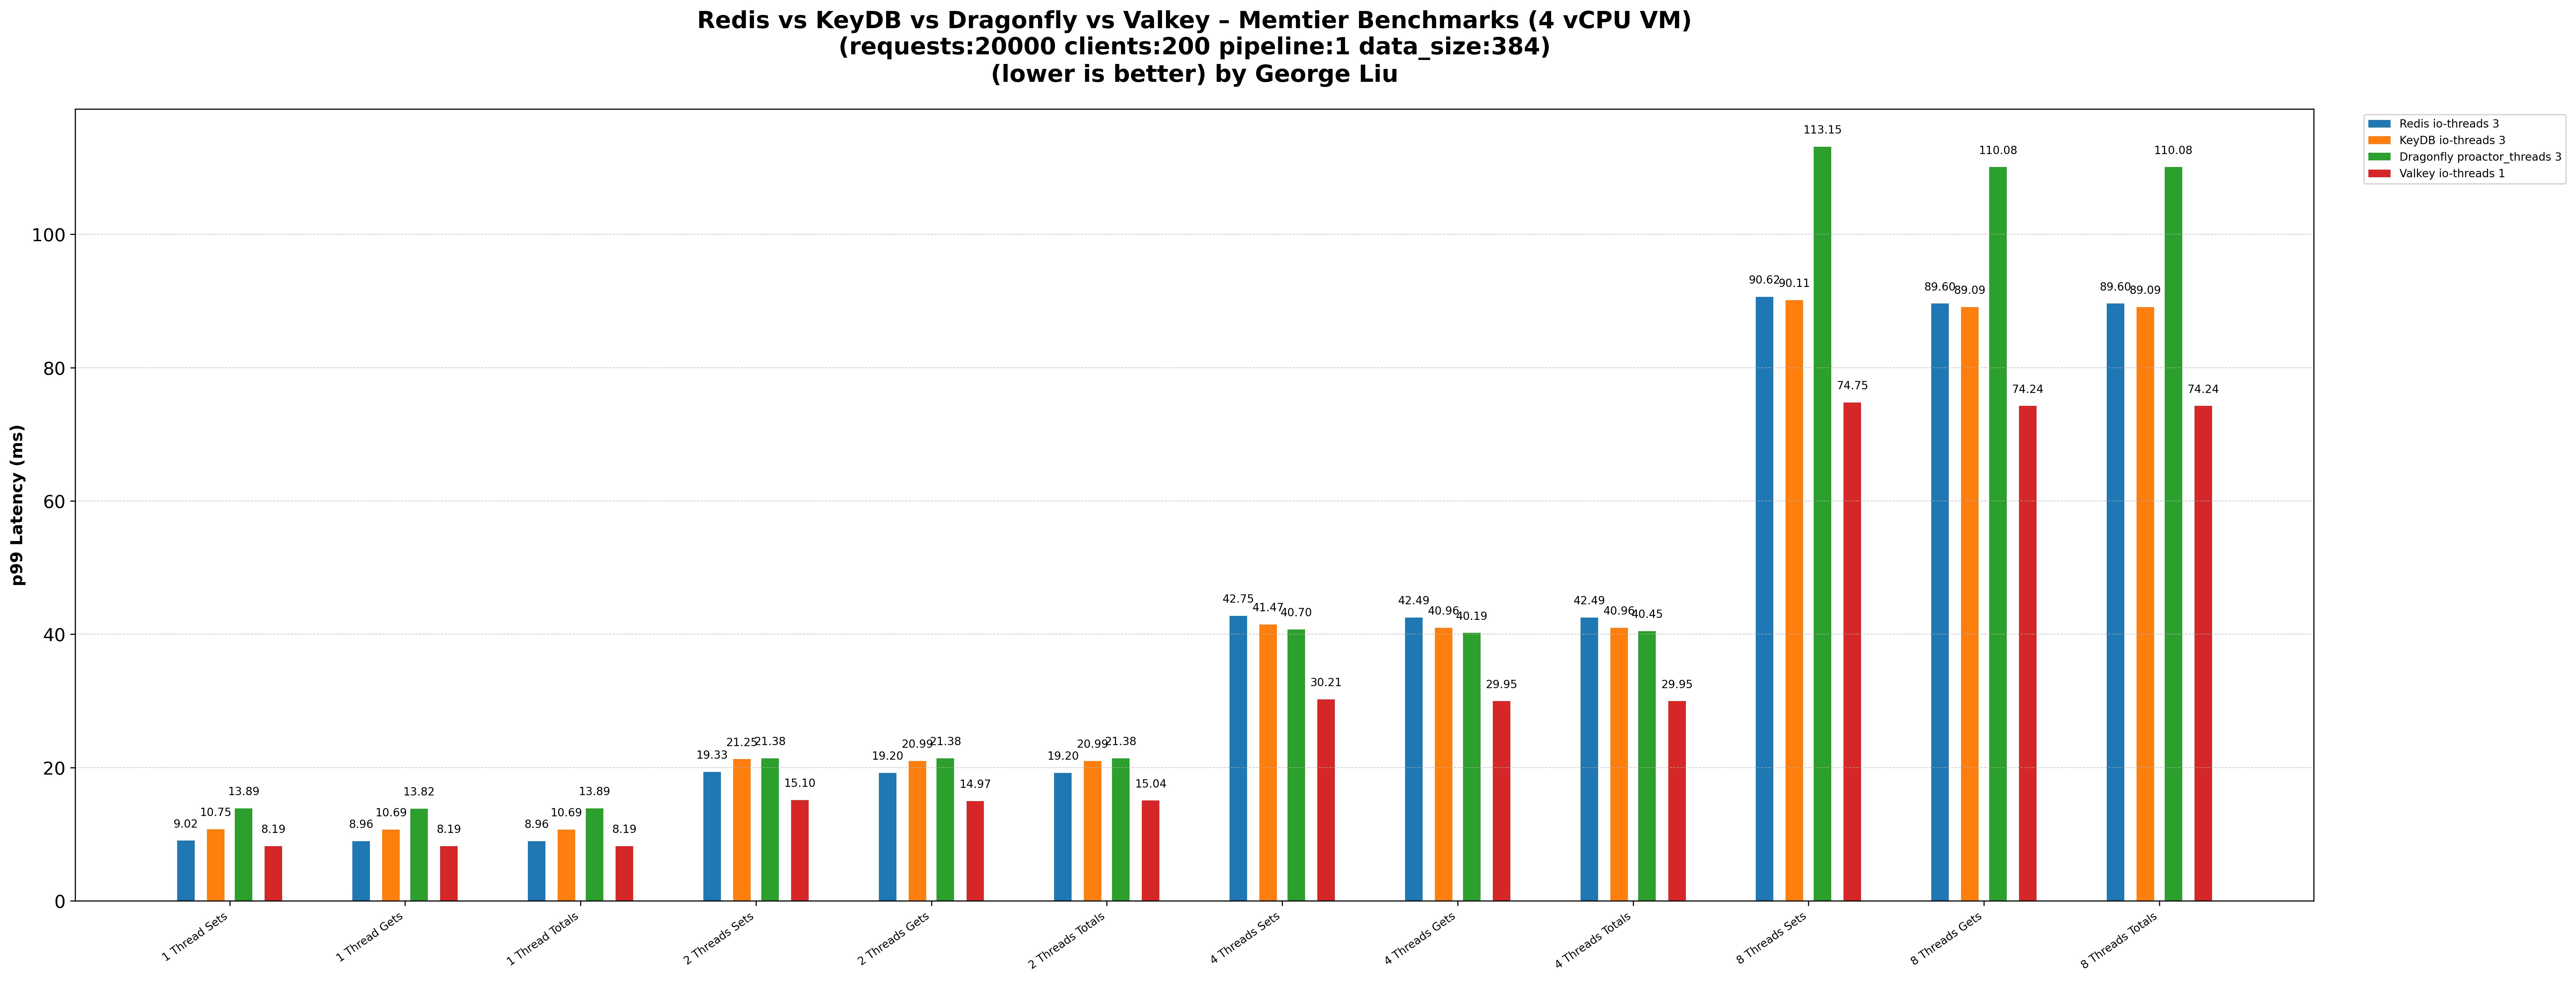 Redis vs KeyDB vs Dragonfly vs Valkey – Memtier Benchmarks (4 vCPU VM)
(requests:20000 clients:200 pipeline:1 data_size:384)
(lower is better) by George Liu
Redis io-threads 3
KeyDB io-threads 3
Dragonfly proactor_threads 3
Valkey io-threads 1
p99 Latency (ms)
100
80
60
40
20
0
9.02 10.75 13.89 8.19
8.96 10.69 13.82 8.19
8.96 10.69 13.89 8.19
19.33 21.25 21.38 15.10
19.20 20.99 21.38 14.97
19.20 20.99 21.38 15.04
42.75 41.47 40.70 30.21
42.49 40.96 40.19 29.95
42.49 40.96 40.45 29.95
90.62 90.11 113.15 74.75
89.60 89.09 110.08 74.24
89.60 89.09 110.08 74.24
1 Thread Sets
1 Thread Gets
1 Thread Totals
2 Threads Sets
2 Threads Gets
2 Threads Totals
4 Threads Sets
4 Threads Gets
4 Threads Totals
8 Threads Sets
8 Threads Gets
8 Threads Totals